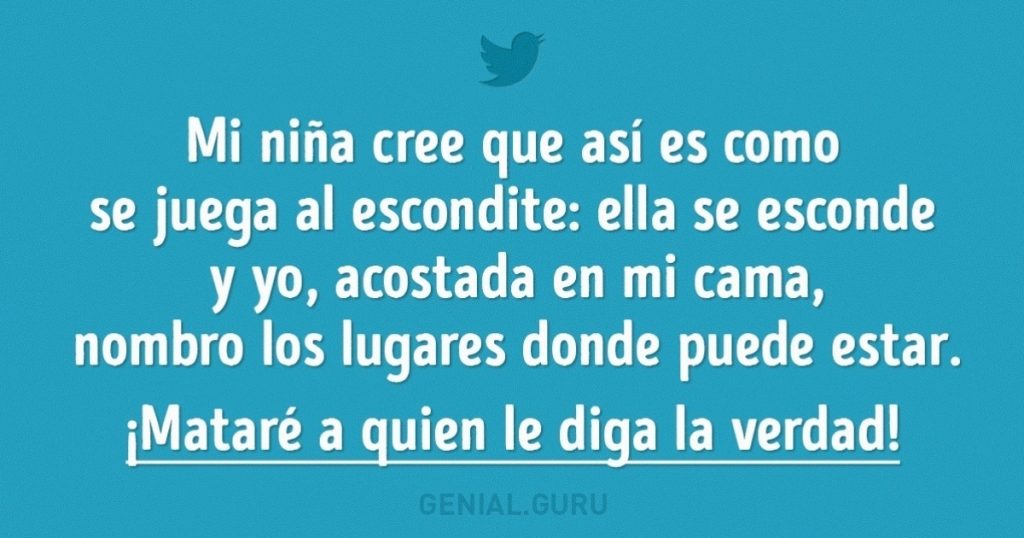 Mi niña cree que así es como
se juega al escondite: ella se esconde
y yo, acostada en mi cama,
nombro los lugares donde puede estar.
¡Mataré a quien le diga la verdad!
GENIAL.GURU